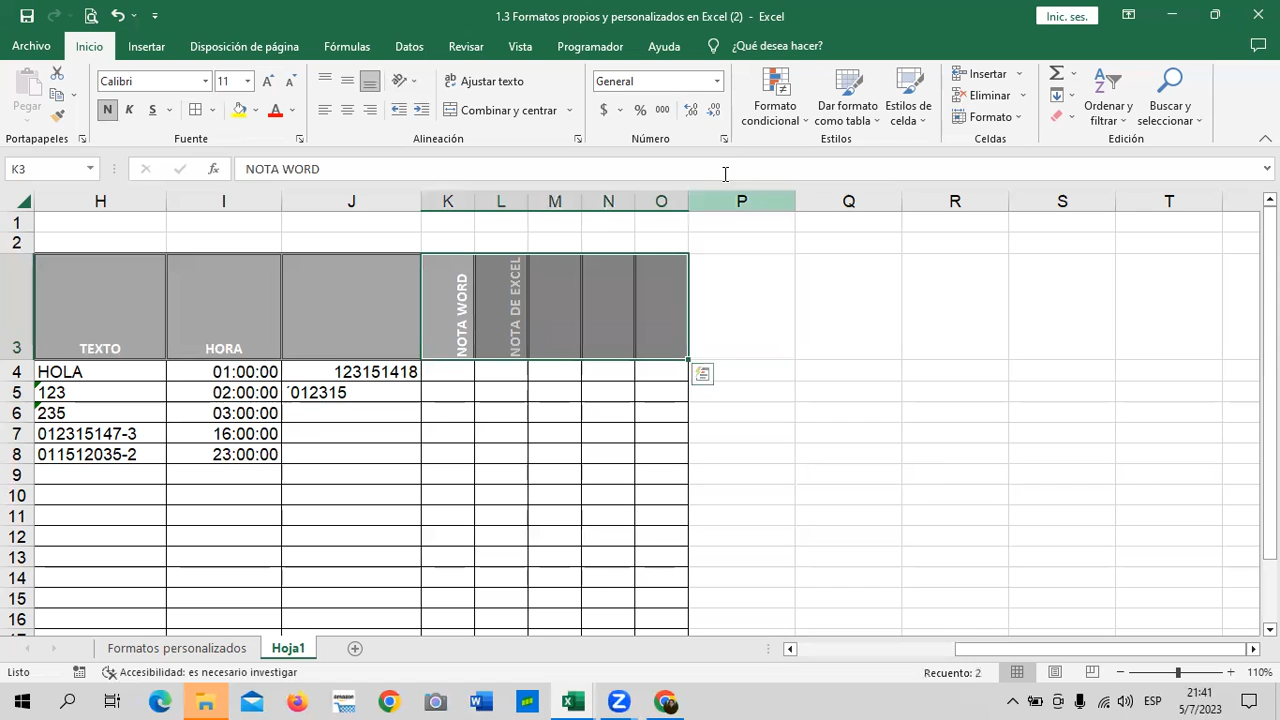 1.3 Formatos propios y personalizados en Excel (2) - Excel
Inic. ses.
Archivo Inicio Insertar Disposición de página Fórmulas Datos Revisar Vista Programador Ayuda ¿Qué desea hacer?
Pegar
Calibri 11
N K S
Ajustar texto
Combinar y centrar
General
$ % 000
Formato condicional
Dar formato como tabla
Estilos de celda
Insertar
Eliminar
Formato
Ordenar y filtrar
Buscar y seleccionar
Portapapeles Fuente Alineación Número Estilos Celdas Edición
K3 fx NOTA WORD
H I J K L M N O P Q R S T
1
2
3 TEXTO HORA NOTA WORD NOTA DE EXCEL
4 HOLA 01:00:00 123151418
5 123 02:00:00 ´012315
6 235 03:00:00
7 012315147-3 16:00:00
8 011512035-2 23:00:00
9
10
11
12
13
14
15
16
Formatos personalizados Hoja1
Listo Accesibilidad: es necesario investigar Recuento: 2 110%
amazon
ESP
21:41
5/7/2023